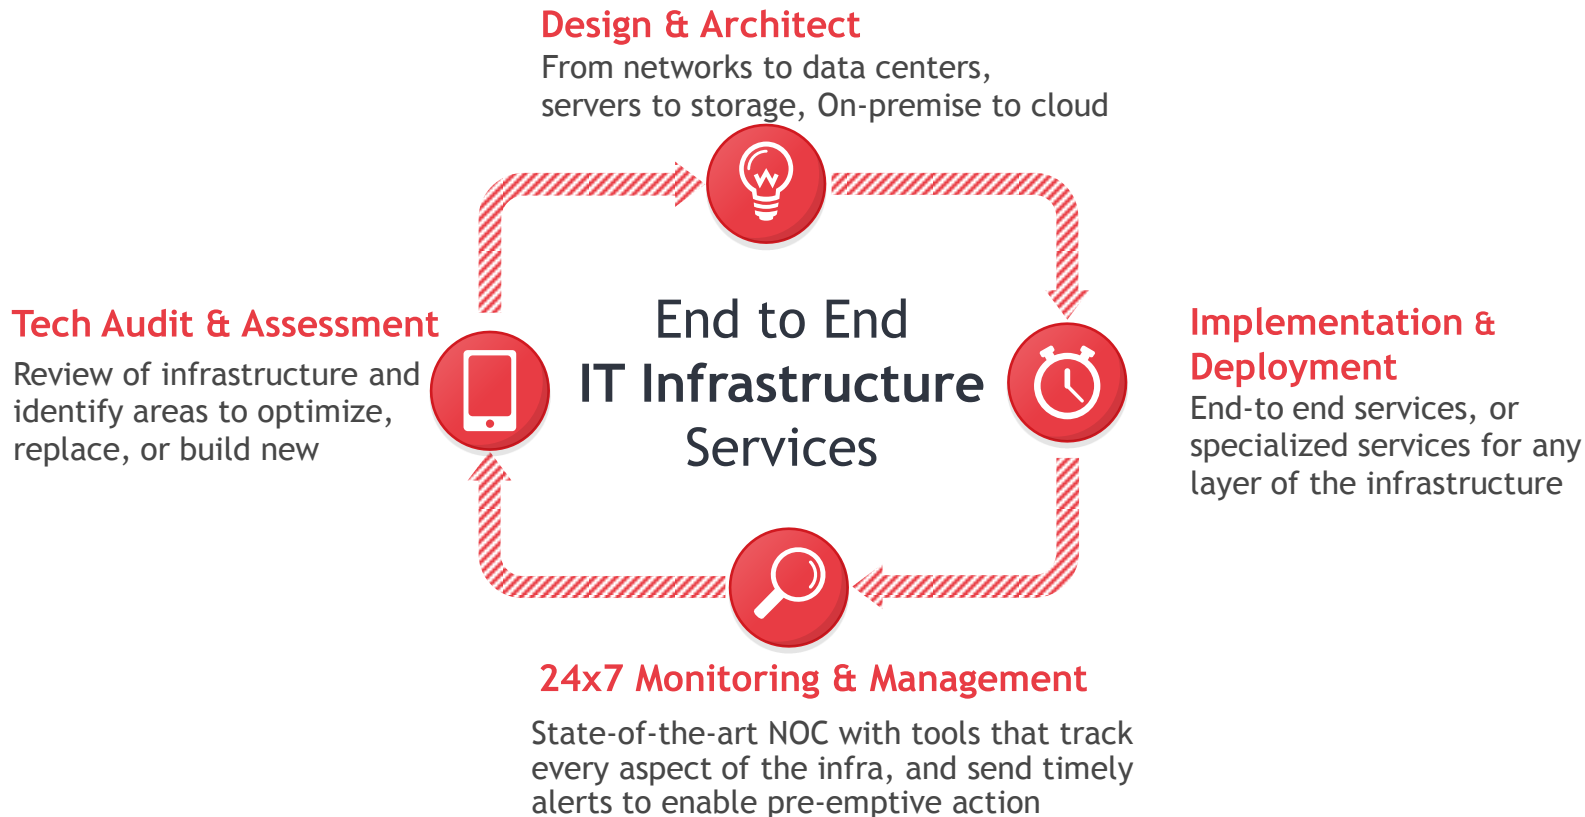 Design & Architect
From networks to data centers,
servers to storage, On-premise to cloud
Tech Audit & Assessment
Review of infrastructure and
identify areas to optimize,
replace, or build new
End to End
IT Infrastructure
Services
Implementation &
Deployment
End-to end services, or
specialized services for any
layer of the infrastructure
24x7 Monitoring & Management
State-of-the-art NOC with tools that track
every aspect of the infra, and send timely
alerts to enable pre-emptive action